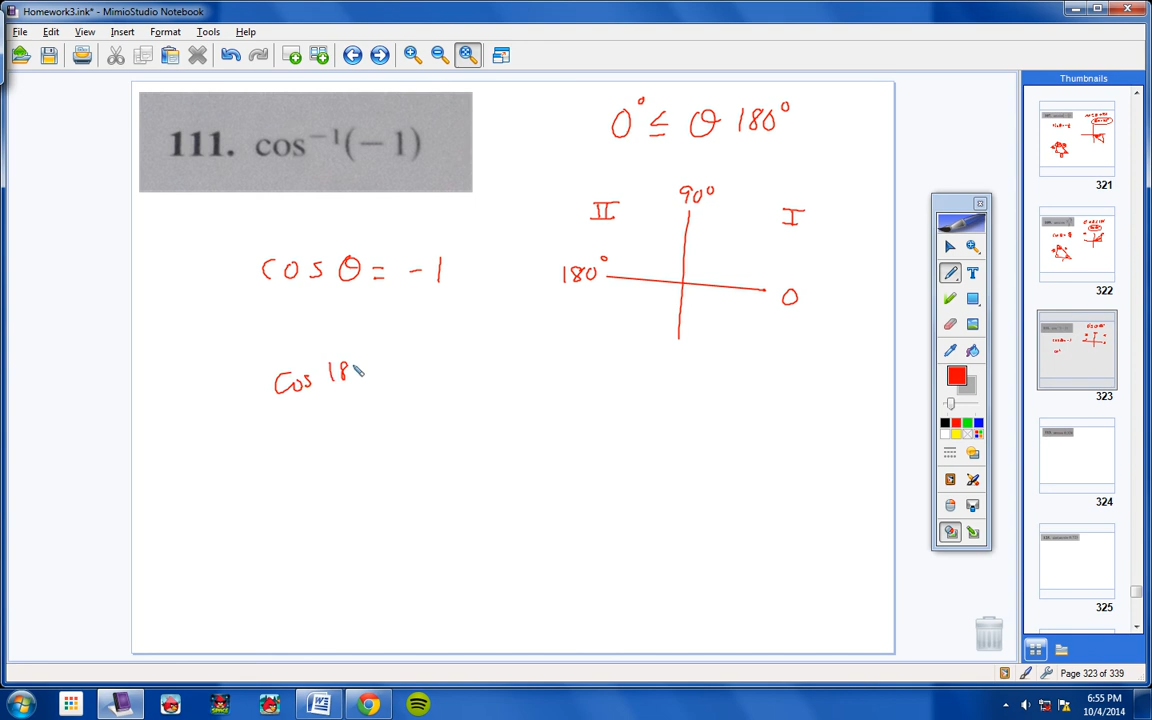 Homework3.ink* - MimioStudio Notebook
File Edit View Insert Format Tools Help
Thumbnails
111. cos⁻¹(−1)
0° ≤ θ 180°
90°
II
I
180°
0
cos θ = -1
cos 18
321
322
323
324
325
Page 323 of 339
6:55 PM
10/4/2014